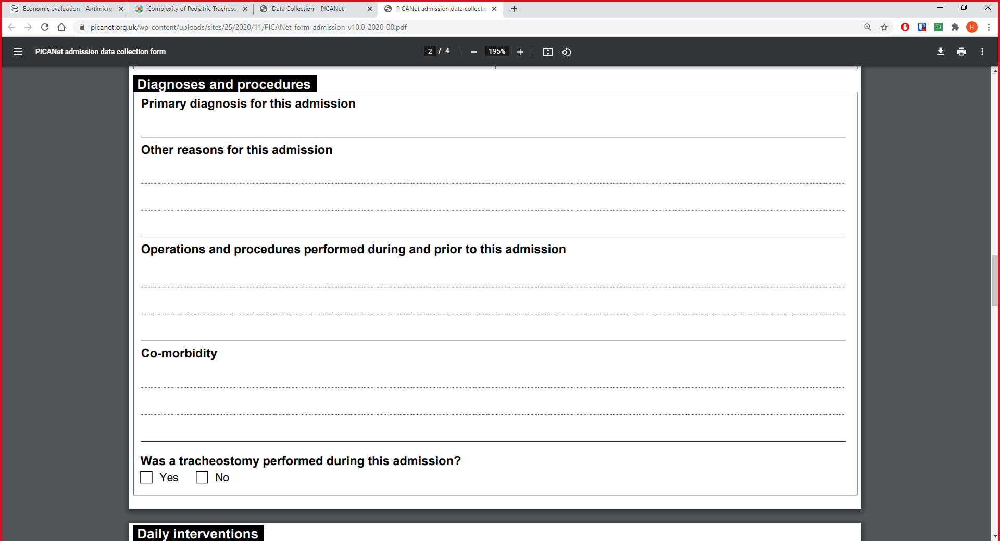 Economic evaluation - Antimicro
Complexity of Pediatric Tracheost
Data Collection – PICANet
PICANet admission data collectio
picanet.org.uk/wp-content/uploads/sites/25/2020/11/PICANet-form-admission-v10.0-2020-08.pdf
D
H
PICANet admission data collection form
2 / 4
195%
Diagnoses and procedures
Primary diagnosis for this admission
Other reasons for this admission
Operations and procedures performed during and prior to this admission
Co-morbidity
Was a tracheostomy performed during this admission?
Yes No
Daily interventions